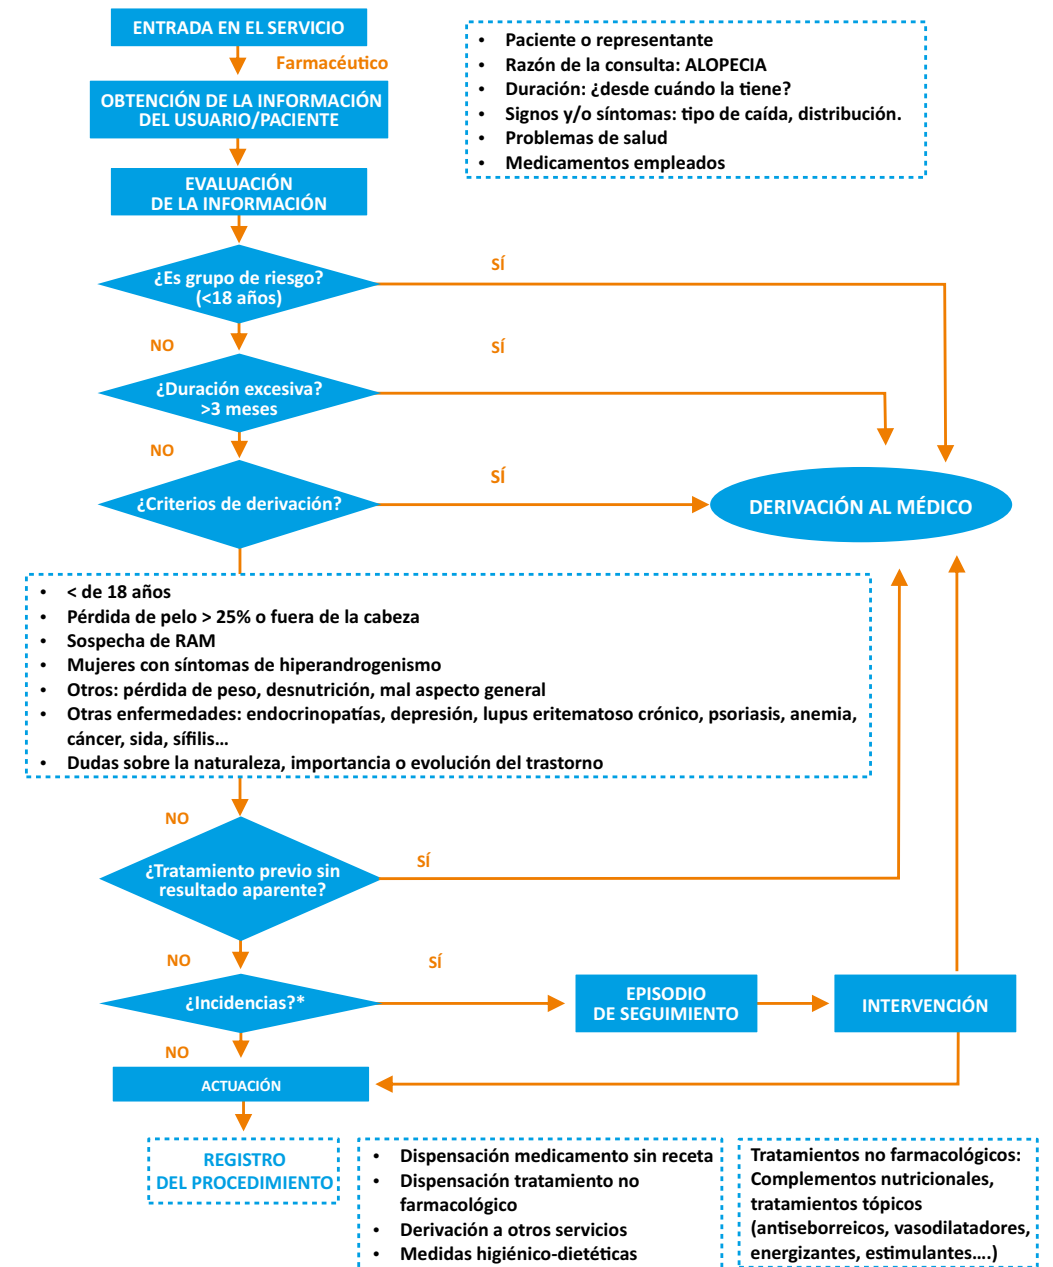 ENTRADA EN EL SERVICIO
Farmacéutico
OBTENCIÓN DE LA INFORMACIÓN
DEL USUARIO/PACIENTE
• Paciente o representante
• Razón de la consulta: ALOPECIA
• Duración: ¿desde cuándo la tiene?
• Signos y/o síntomas: tipo de caída, distribución.
• Problemas de salud
• Medicamentos empleados
EVALUACIÓN
DE LA INFORMACIÓN
¿Es grupo de riesgo?
(<18 años)
SÍ
NO
¿Duración excesiva?
>3 meses
SÍ
NO
¿Criterios de derivación?
SÍ
DERIVACIÓN AL MÉDICO
• < de 18 años
• Pérdida de pelo > 25% o fuera de la cabeza
• Sospecha de RAM
• Mujeres con síntomas de hiperandrogenismo
• Otros: pérdida de peso, desnutrición, mal aspecto general
• Otras enfermedades: endocrinopatías, depresión, lupus eritematoso crónico, psoriasis, anemia,
cáncer, sida, sífilis...
• Dudas sobre la naturaleza, importancia o evolución del trastorno
NO
¿Tratamiento previo sin
resultado aparente?
SÍ
NO
¿Incidencias?*
SÍ
EPISODIO
DE SEGUIMIENTO
INTERVENCIÓN
NO
ACTUACIÓN
REGISTRO
DEL PROCEDIMIENTO
• Dispensación medicamento sin receta
• Dispensación tratamiento no
farmacológico
• Derivación a otros servicios
• Medidas higiénico-dietéticas
Tratamientos no farmacológicos:
Complementos nutricionales,
tratamientos tópicos
(antiseborreicos, vasodilatadores,
energizantes, estimulantes....)